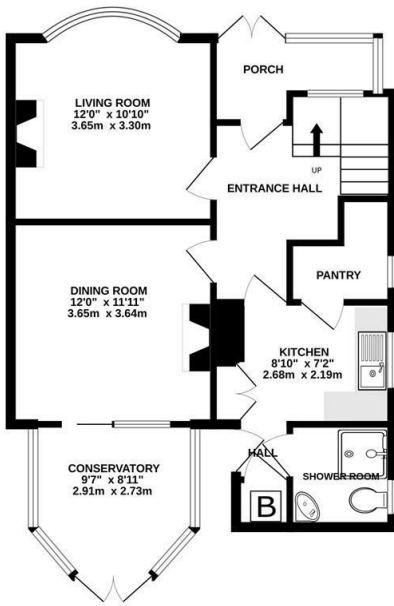 PORCH
LIVING ROOM
12'0" x 10'10"
3.65m x 3.30m
UP
ENTRANCE HALL
PANTRY
DINING ROOM
12'0" x 11'11"
3.65m x 3.64m
KITCHEN
8'10" x 7'2"
2.68m x 2.19m
HALL
CONSERVATORY
9'7" x 8'11"
2.91m x 2.73m
SHOWER ROOM
B